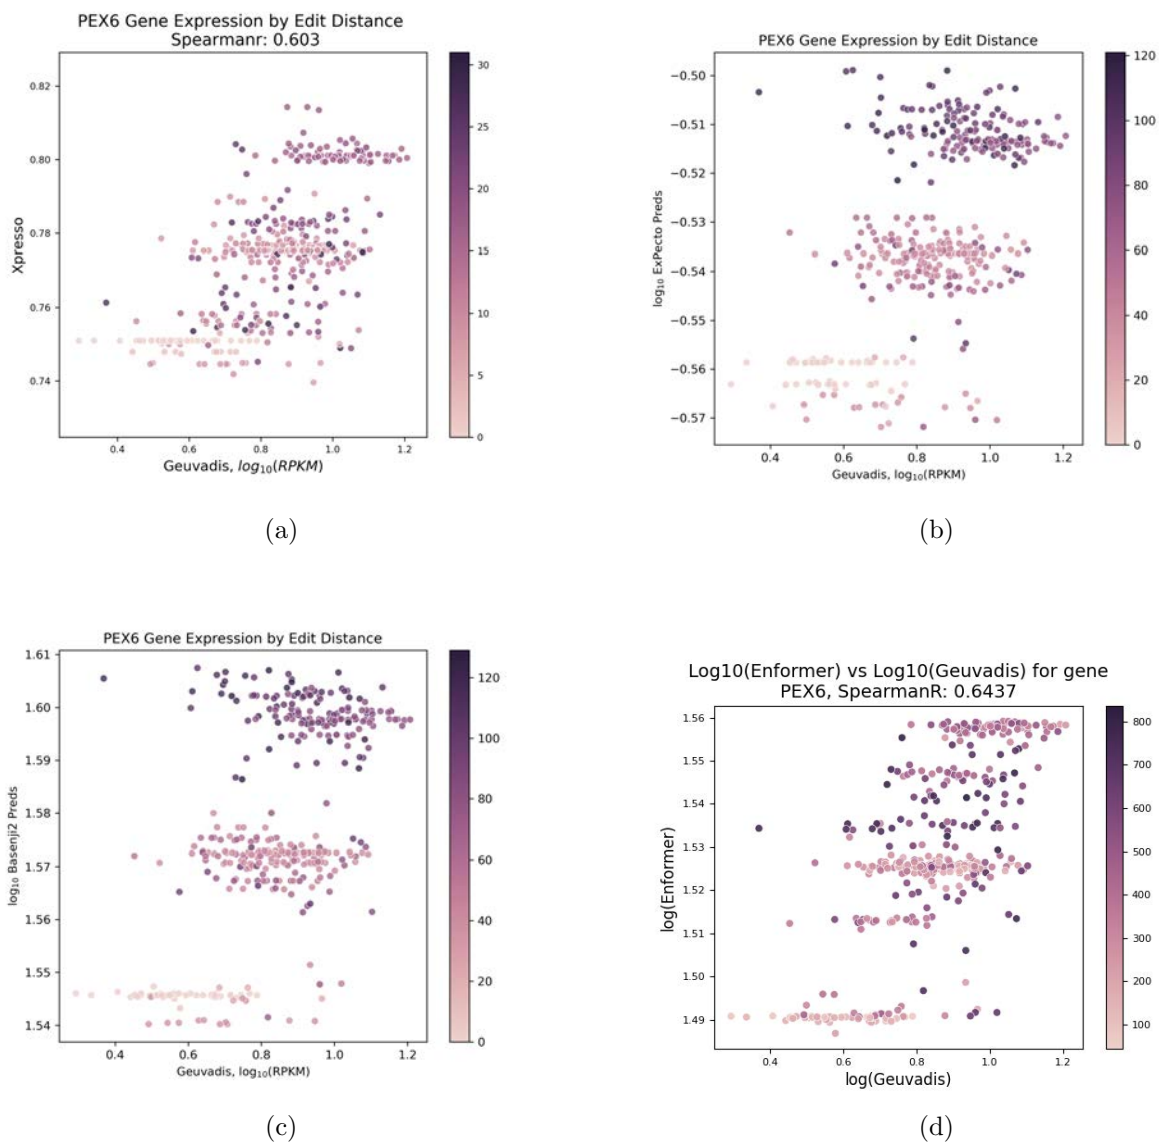 PEX6 Gene Expression by Edit Distance
Spearmanr: 0.603
0.82
0.80
0.78
0.76
0.74
Xpresso
0.4 0.6 0.8 1.0 1.2
Geuvadis, log10(RPKM)
30
25
20
15
10
5
0
(a)
PEX6 Gene Expression by Edit Distance
−0.50
−0.51
−0.52
−0.53
−0.54
−0.55
−0.56
−0.57
log10 ExPecto Preds
0.4 0.6 0.8 1.0 1.2
Geuvadis, log10(RPKM)
120
100
80
60
40
20
0
(b)
PEX6 Gene Expression by Edit Distance
1.61
1.60
1.59
1.58
1.57
1.56
1.55
1.54
log10 Basenji2 Preds
0.4 0.6 0.8 1.0 1.2
Geuvadis, log10(RPKM)
120
100
80
60
40
20
0
(c)
Log10(Enformer) vs Log10(Geuvadis) for gene
PEX6, SpearmanR: 0.6437
1.56
1.55
1.54
1.53
1.52
1.51
1.50
1.49
log(Enformer)
0.4 0.6 0.8 1.0 1.2
log(Geuvadis)
800
700
600
500
400
300
200
100
(d)